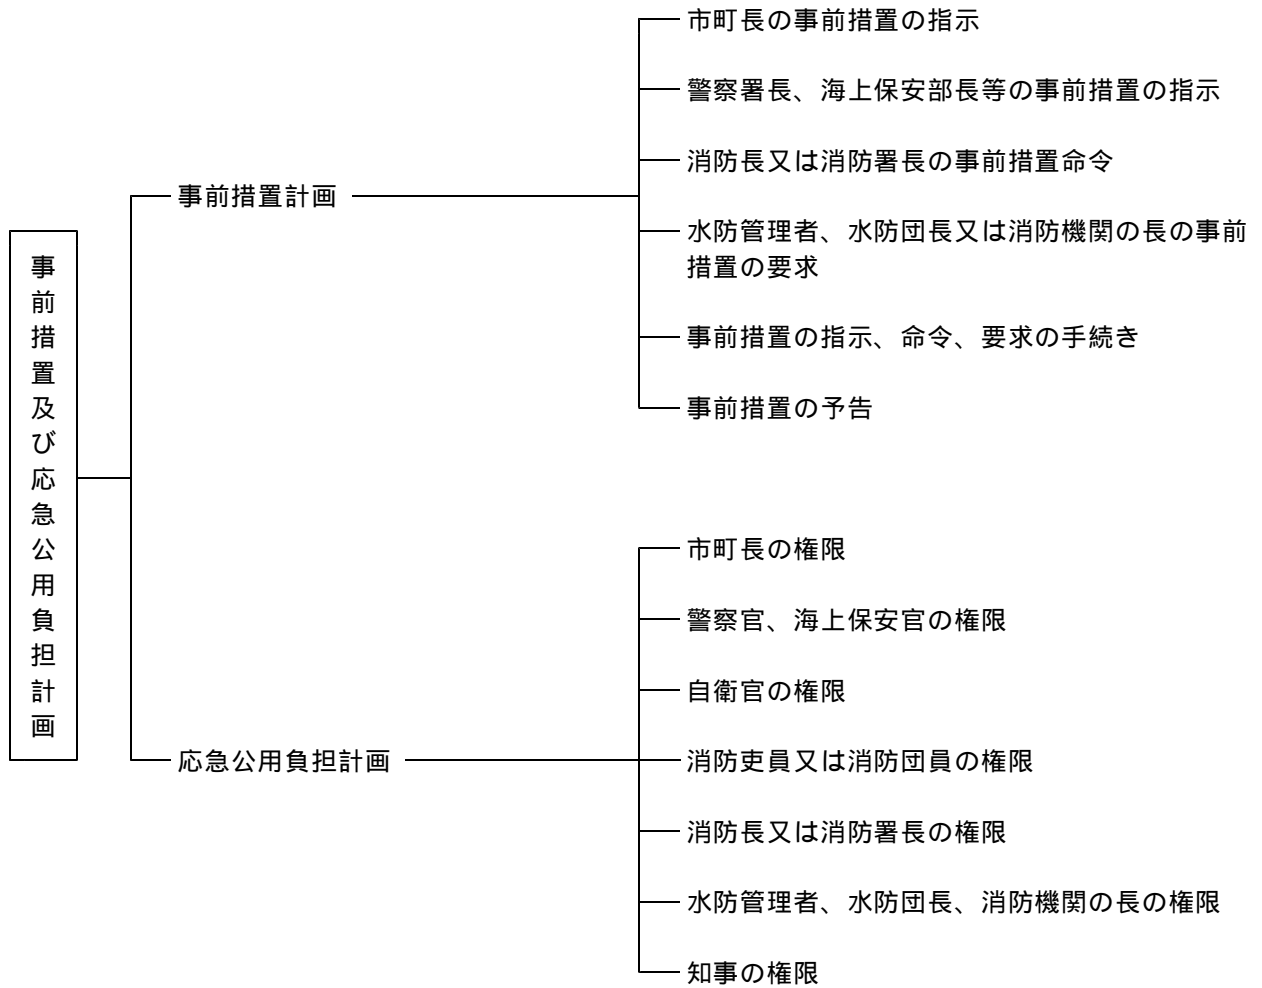 事前措置及び応急公用負担計画
事前措置計画
市町長の事前措置の指示
警察署長、海上保安部長等の事前措置の指示
消防長又は消防署長の事前措置命令
水防管理者、水防団長又は消防機関の長の事前
措置の要求
事前措置の指示、命令、要求の手続き
事前措置の予告
応急公用負担計画
市町長の権限
警察官、海上保安官の権限
自衛官の権限
消防吏員又は消防団員の権限
消防長又は消防署長の権限
水防管理者、水防団長、消防機関の長の権限
知事の権限